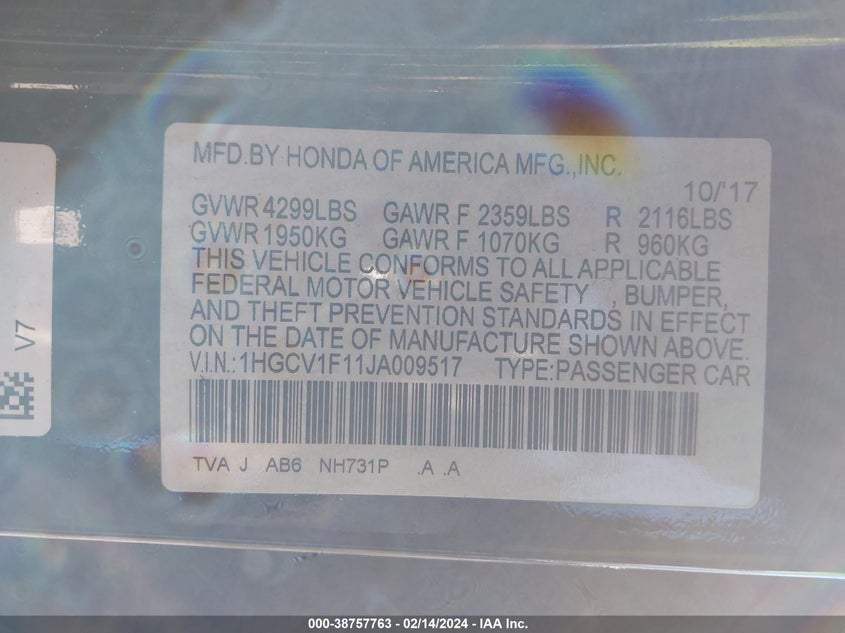 MFD.BY HONDA OF AMERICA MFG.,INC.
10/'17
GVWR 4299LBS GAWR F 2359LBS R 2116LBS
GVWR 1950KG GAWR F 1070KG R 960KG
THIS VEHICLE CONFORMS TO ALL APPLICABLE
FEDERAL MOTOR VEHICLE SAFETY , BUMPER,
AND THEFT PREVENTION STANDARDS IN EFFECT
ON THE DATE OF MANUFACTURE SHOWN ABOVE.
V.I.N.:1HGCV1F11JA009517 TYPE:PASSENGER CAR
TVA J AB6 NH731P .A .A
V7
000-38757763 - 02/14/2024 - IAA Inc.